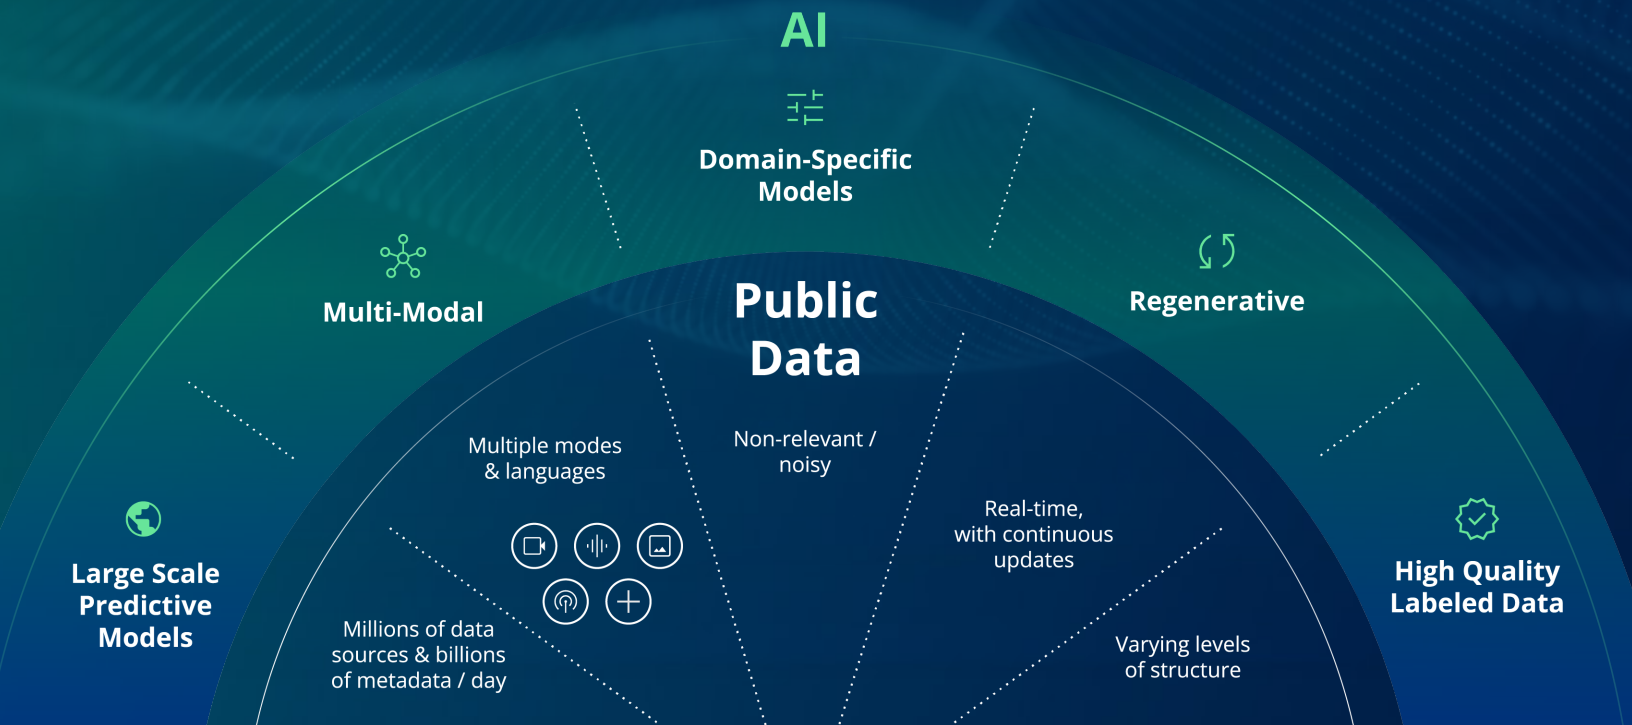 AI
Domain-Specific
Models
Multi-Modal
Regenerative
Large Scale
Predictive
Models
High Quality
Labeled Data
Public
Data
Multiple modes
& languages
Non-relevant /
noisy
Real-time,
with continuous
updates
Millions of data
sources & billions
of metadata / day
Varying levels
of structure